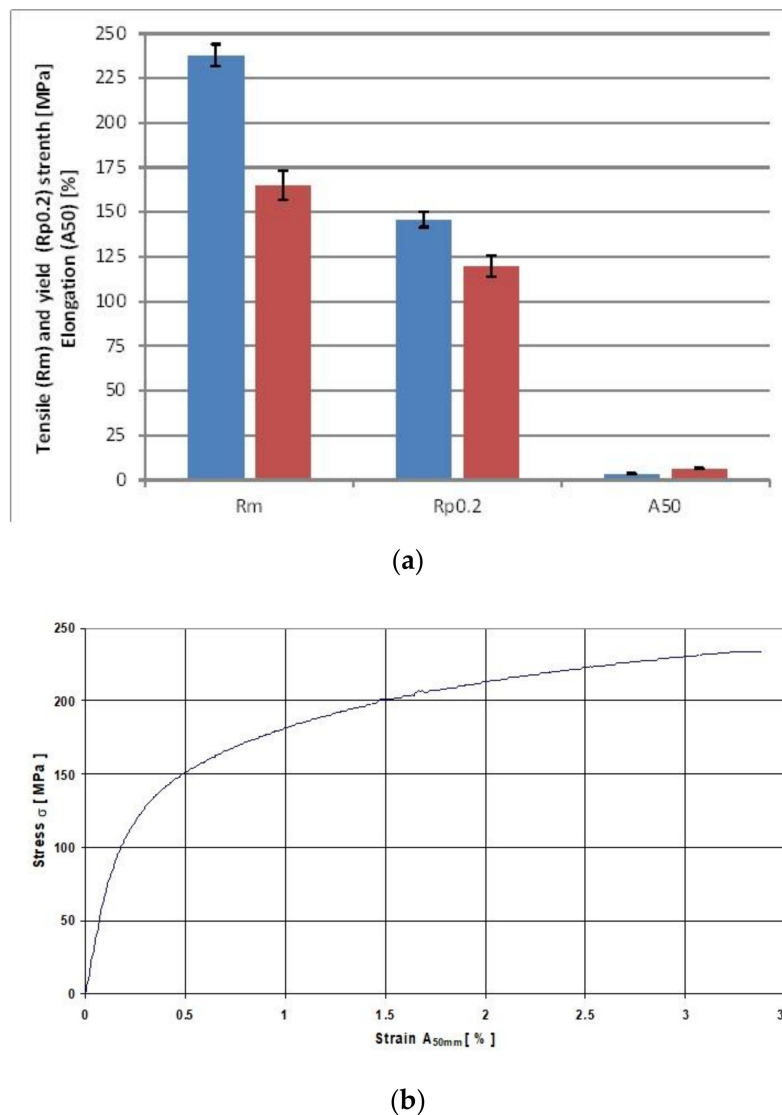 Tensile (Rm) and yield (Rp0.2) strenth [MPa]
Elongation (A50) [%]
250
225
200
175
150
125
100
75
50
25
0
Rm Rp0.2 A50
(a)
250
200
150
100
50
0
Stress σ [ MPa ]
0 0.5 1 1.5 2 2.5 3 3
Strain A50mm [ % ]
(b)